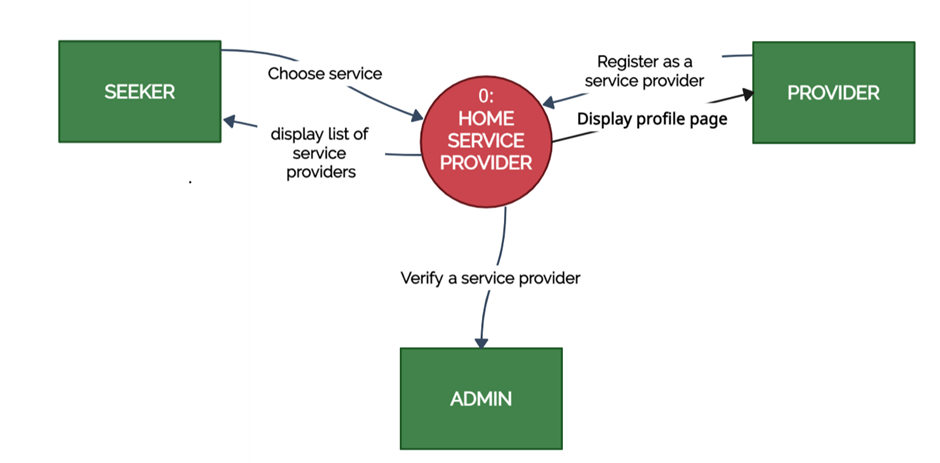 SEEKER
Choose service
display list of
service
providers
0:
HOME
SERVICE
PROVIDER
Register as a
service provider
Display profile page
PROVIDER
Verify a service provider
ADMIN
.